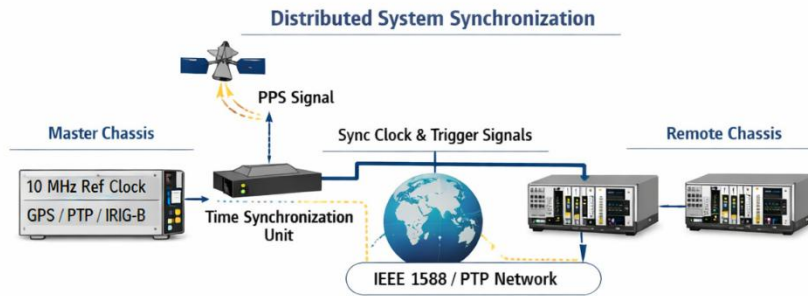 Distributed System Synchronization
PPS Signal
Master Chassis
Sync Clock & Trigger Signals
Remote Chassis
10 MHz Ref Clock
GPS / PTP / IRIG-B
Time Synchronization
Unit
IEEE 1588 / PTP Network